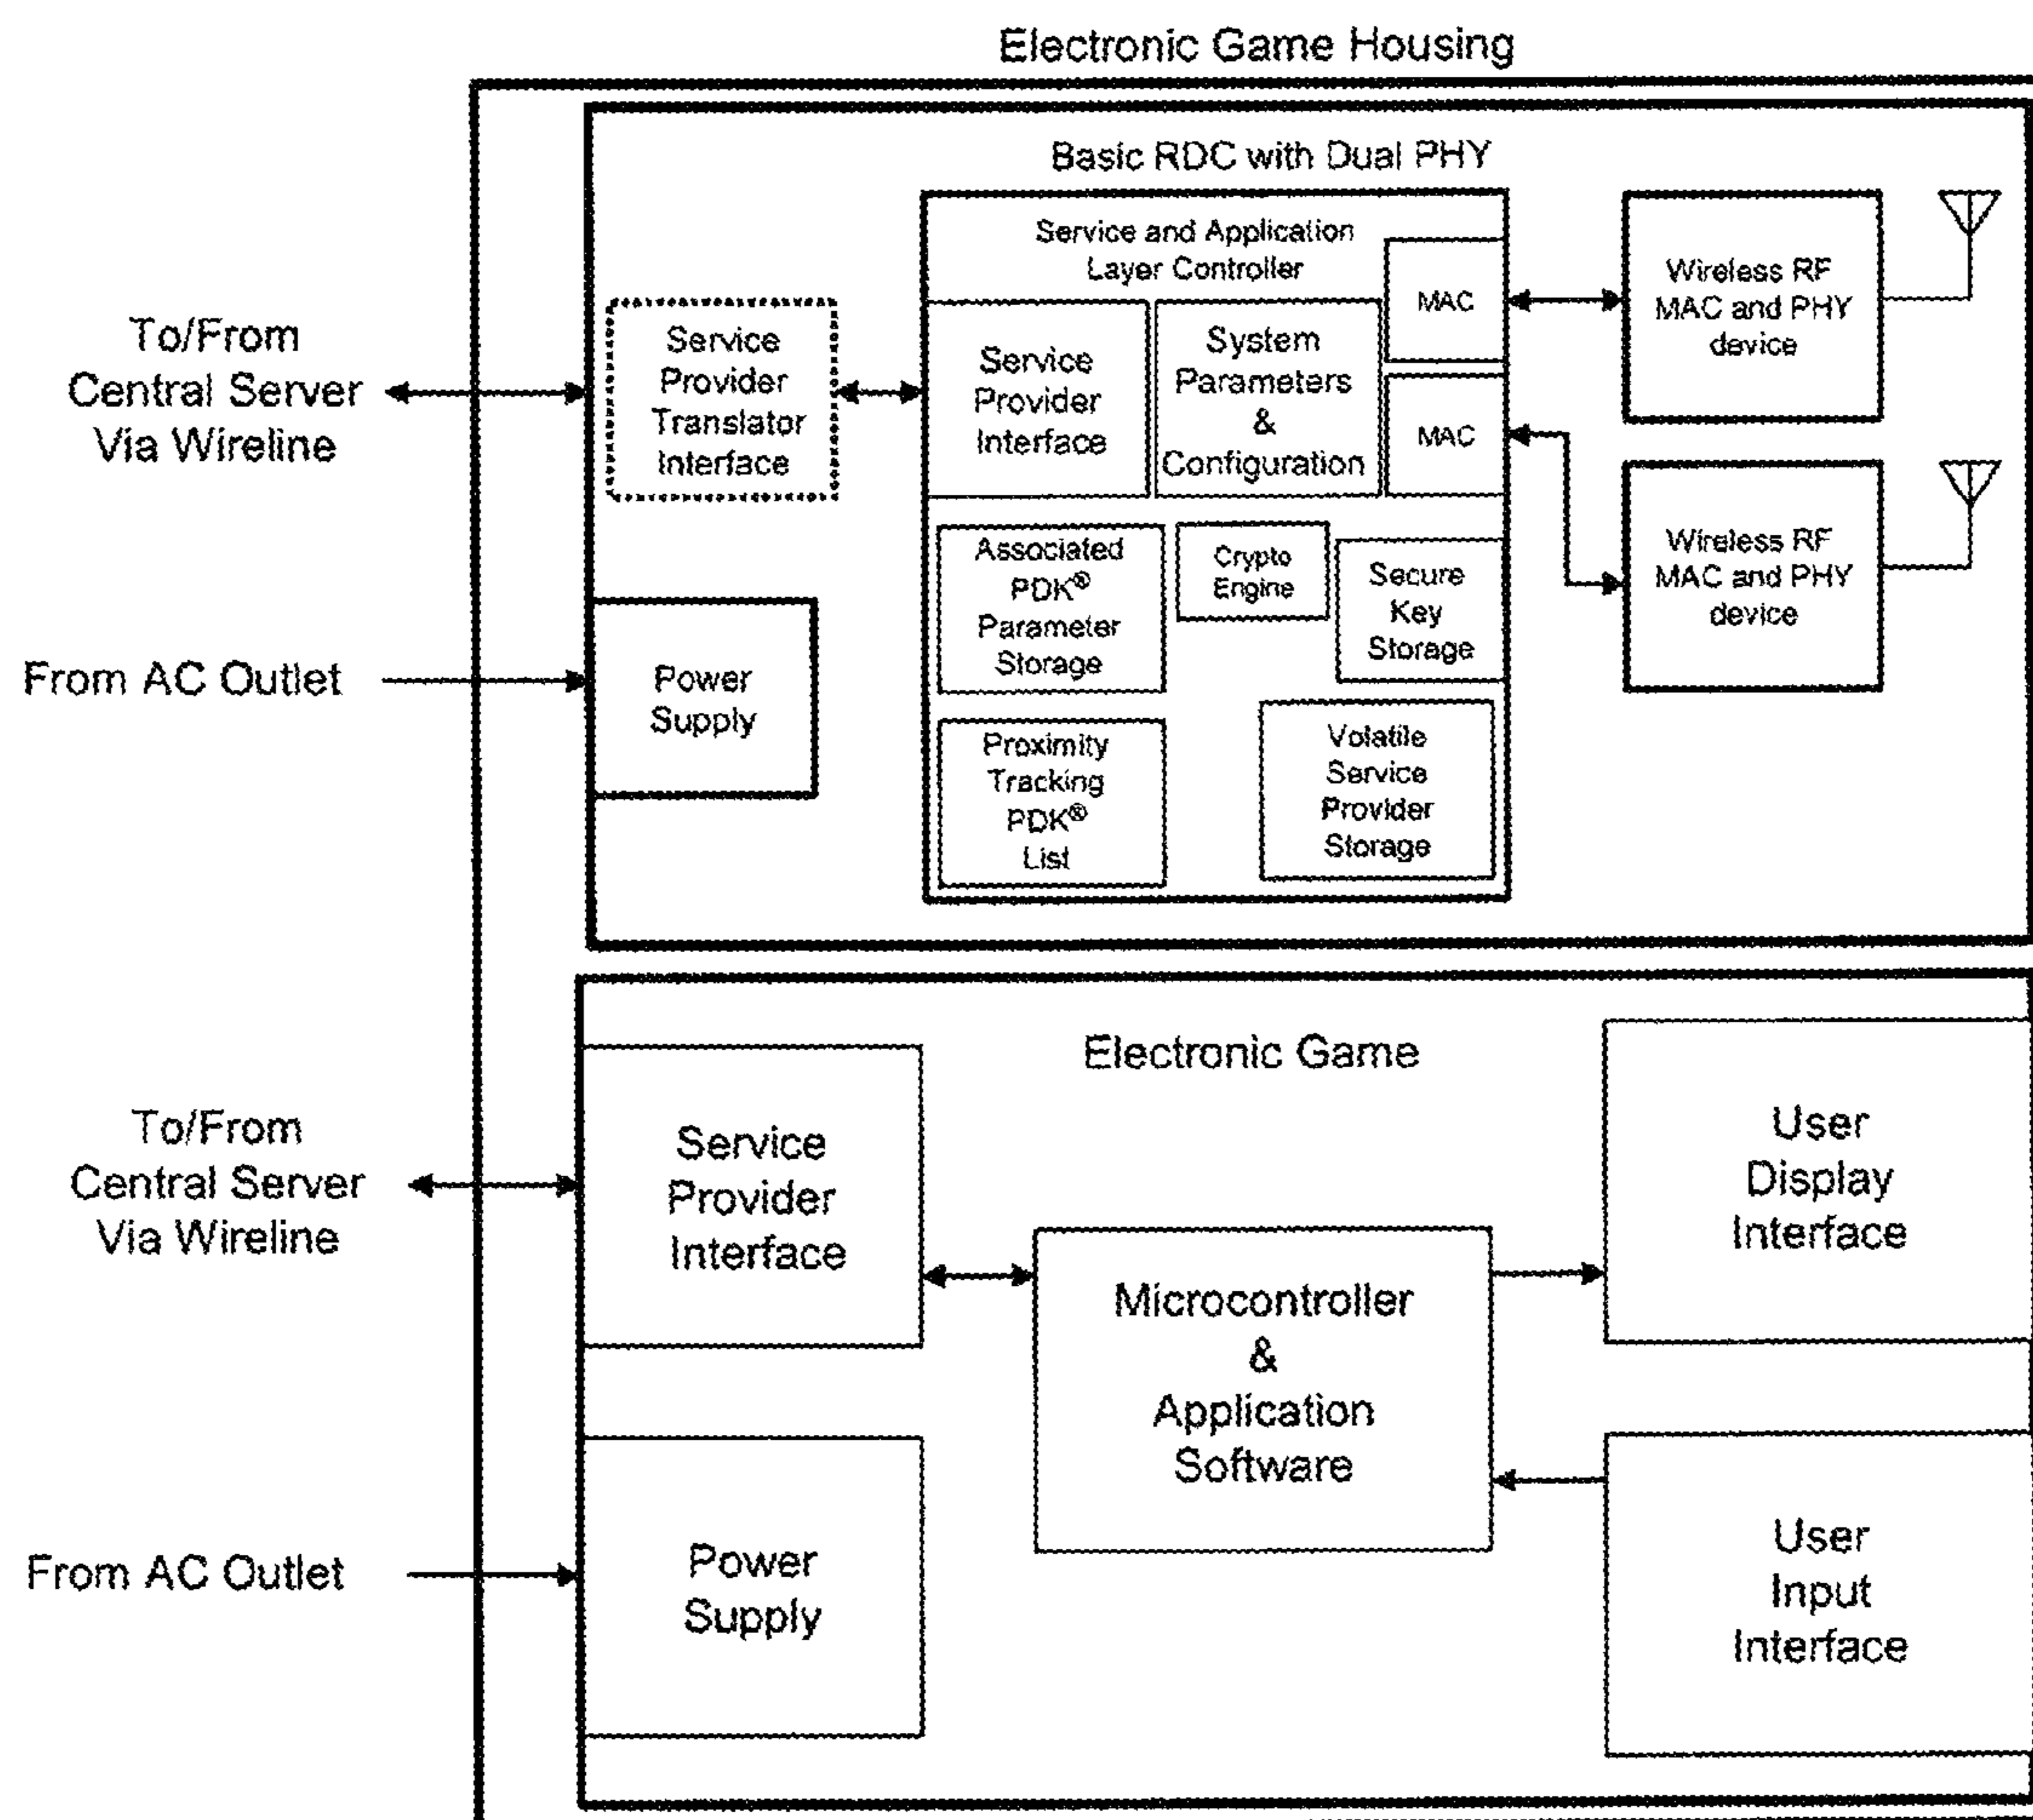 Electronic Game Housing
Basic RDC with Dual PHY
To/From
Central Server
Via Wireline
Service
Provider
Translator
Interface
Service and Application
Layer Controller
Service
Provider
Interface
System
Parameters
&
Configuration
MAC
MAC
Wireless RF
MAC and PHY
device
Wireless RF
MAC and PHY
device
From AC Outlet
Power
Supply
Associated
PDK®
Parameter
Storage
Crypto
Engine
Secure
Key
Storage
Proximity
Tracking
PDK®
List
Volatile
Service
Provider
Storage
Electronic Game
To/From
Central Server
Via Wireline
Service
Provider
Interface
Microcontroller
&
Application
Software
User
Display
Interface
From AC Outlet
Power
Supply
User
Input
Interface